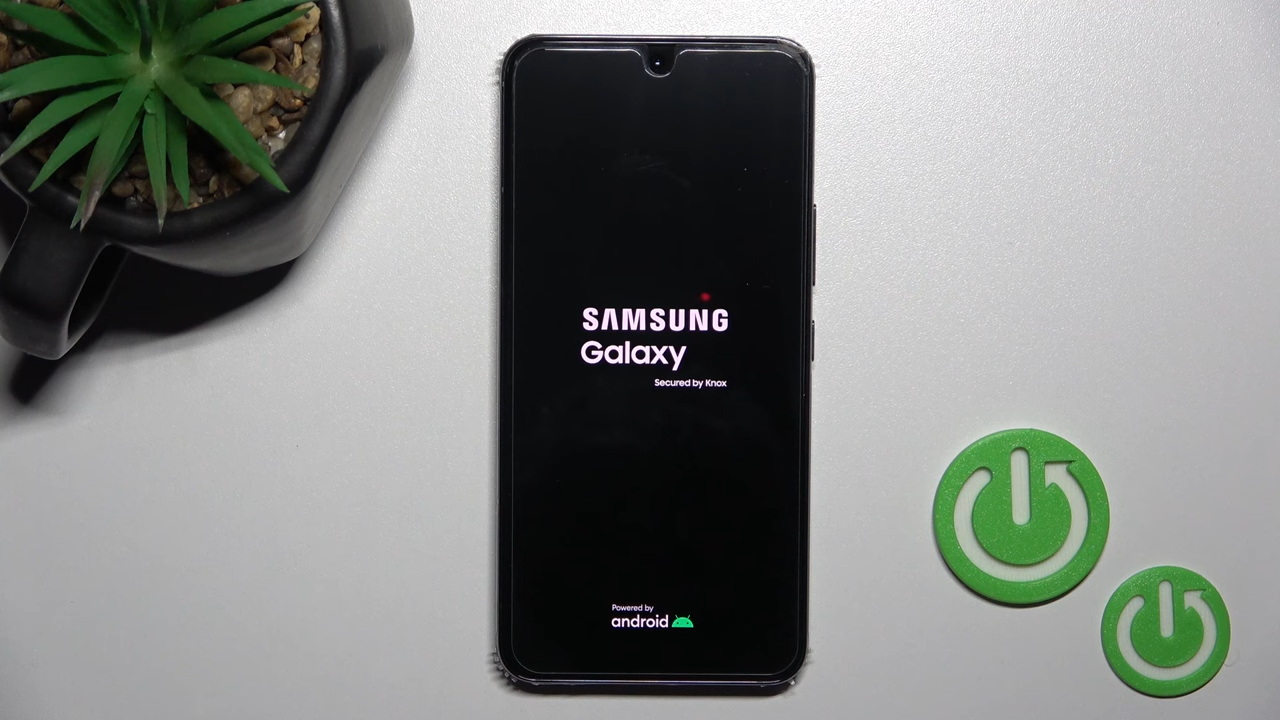 SAMSUNG
Galaxy
Secured by Knox
Powered by
android